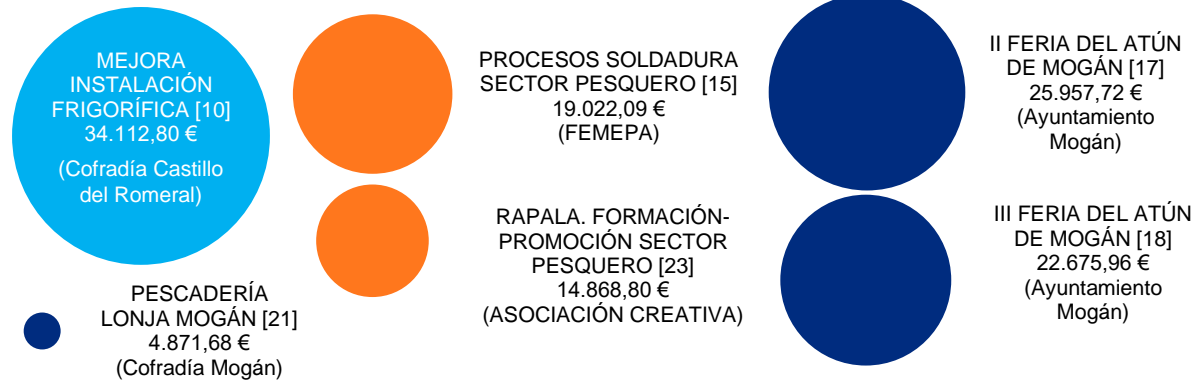 MEJORA
INSTALACIÓN
FRIGORÍFICA [10]
34.112,80 €
(Cofradía Castillo
del Romeral)
PESCADERÍA
LONJA MOGÁN [21]
4.871,68 €
(Cofradía Mogán)
PROCESOS SOLDADURA
SECTOR PESQUERO [15]
19.022,09 €
(FEMEPA)
RAPALA. FORMACIÓN-
PROMOCIÓN SECTOR
PESQUERO [23]
14.868,80 €
(ASOCIACIÓN CREATIVA)
II FERIA DEL ATÚN
DE MOGÁN [17]
25.957,72 €
(Ayuntamiento
Mogán)
III FERIA DEL ATÚN
DE MOGÁN [18]
22.675,96 €
(Ayuntamiento
Mogán)